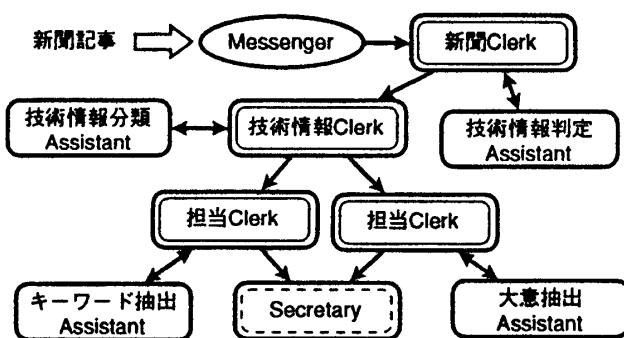 新聞記事
Messenger
新聞Clerk
技術情報分類
Assistant
技術情報Clerk
技術情報判定
Assistant
担当Clerk
担当Clerk
キーワード抽出
Assistant
Secretary
大意抽出
Assistant